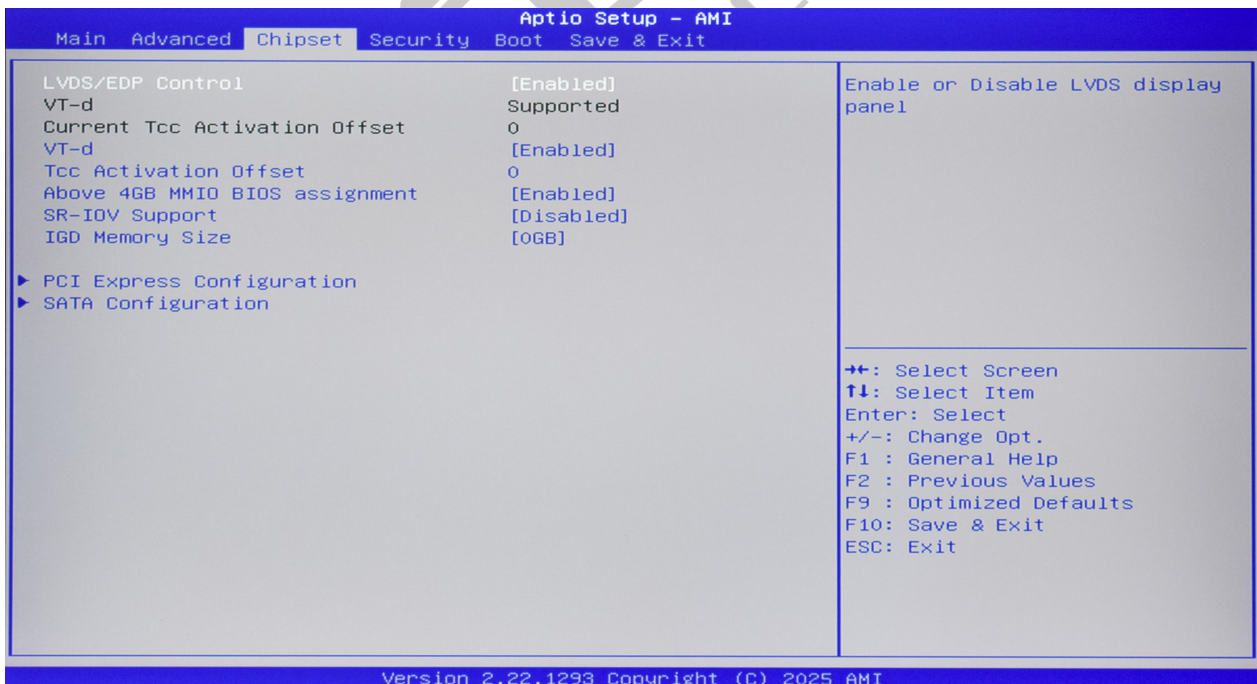 Aptio Setup – AMI
Main Advanced Chipset Security Boot Save & Exit
LVDS/EDP Control [Enabled]
VT-d Supported
Current Tcc Activation Offset 0
VT-d [Enabled]
Tcc Activation Offset 0
Above 4GB MMIO BIOS assignment [Enabled]
SR-IOV Support [Disabled]
IGD Memory Size [0GB]
▶ PCI Express Configuration
▶ SATA Configuration
Enable or Disable LVDS display
panel
→←: Select Screen
↑↓: Select Item
Enter: Select
+/-: Change Opt.
F1 : General Help
F2 : Previous Values
F9 : Optimized Defaults
F10: Save & Exit
ESC: Exit
Version 2.22.1293 Copyright (C) 2025 AMI